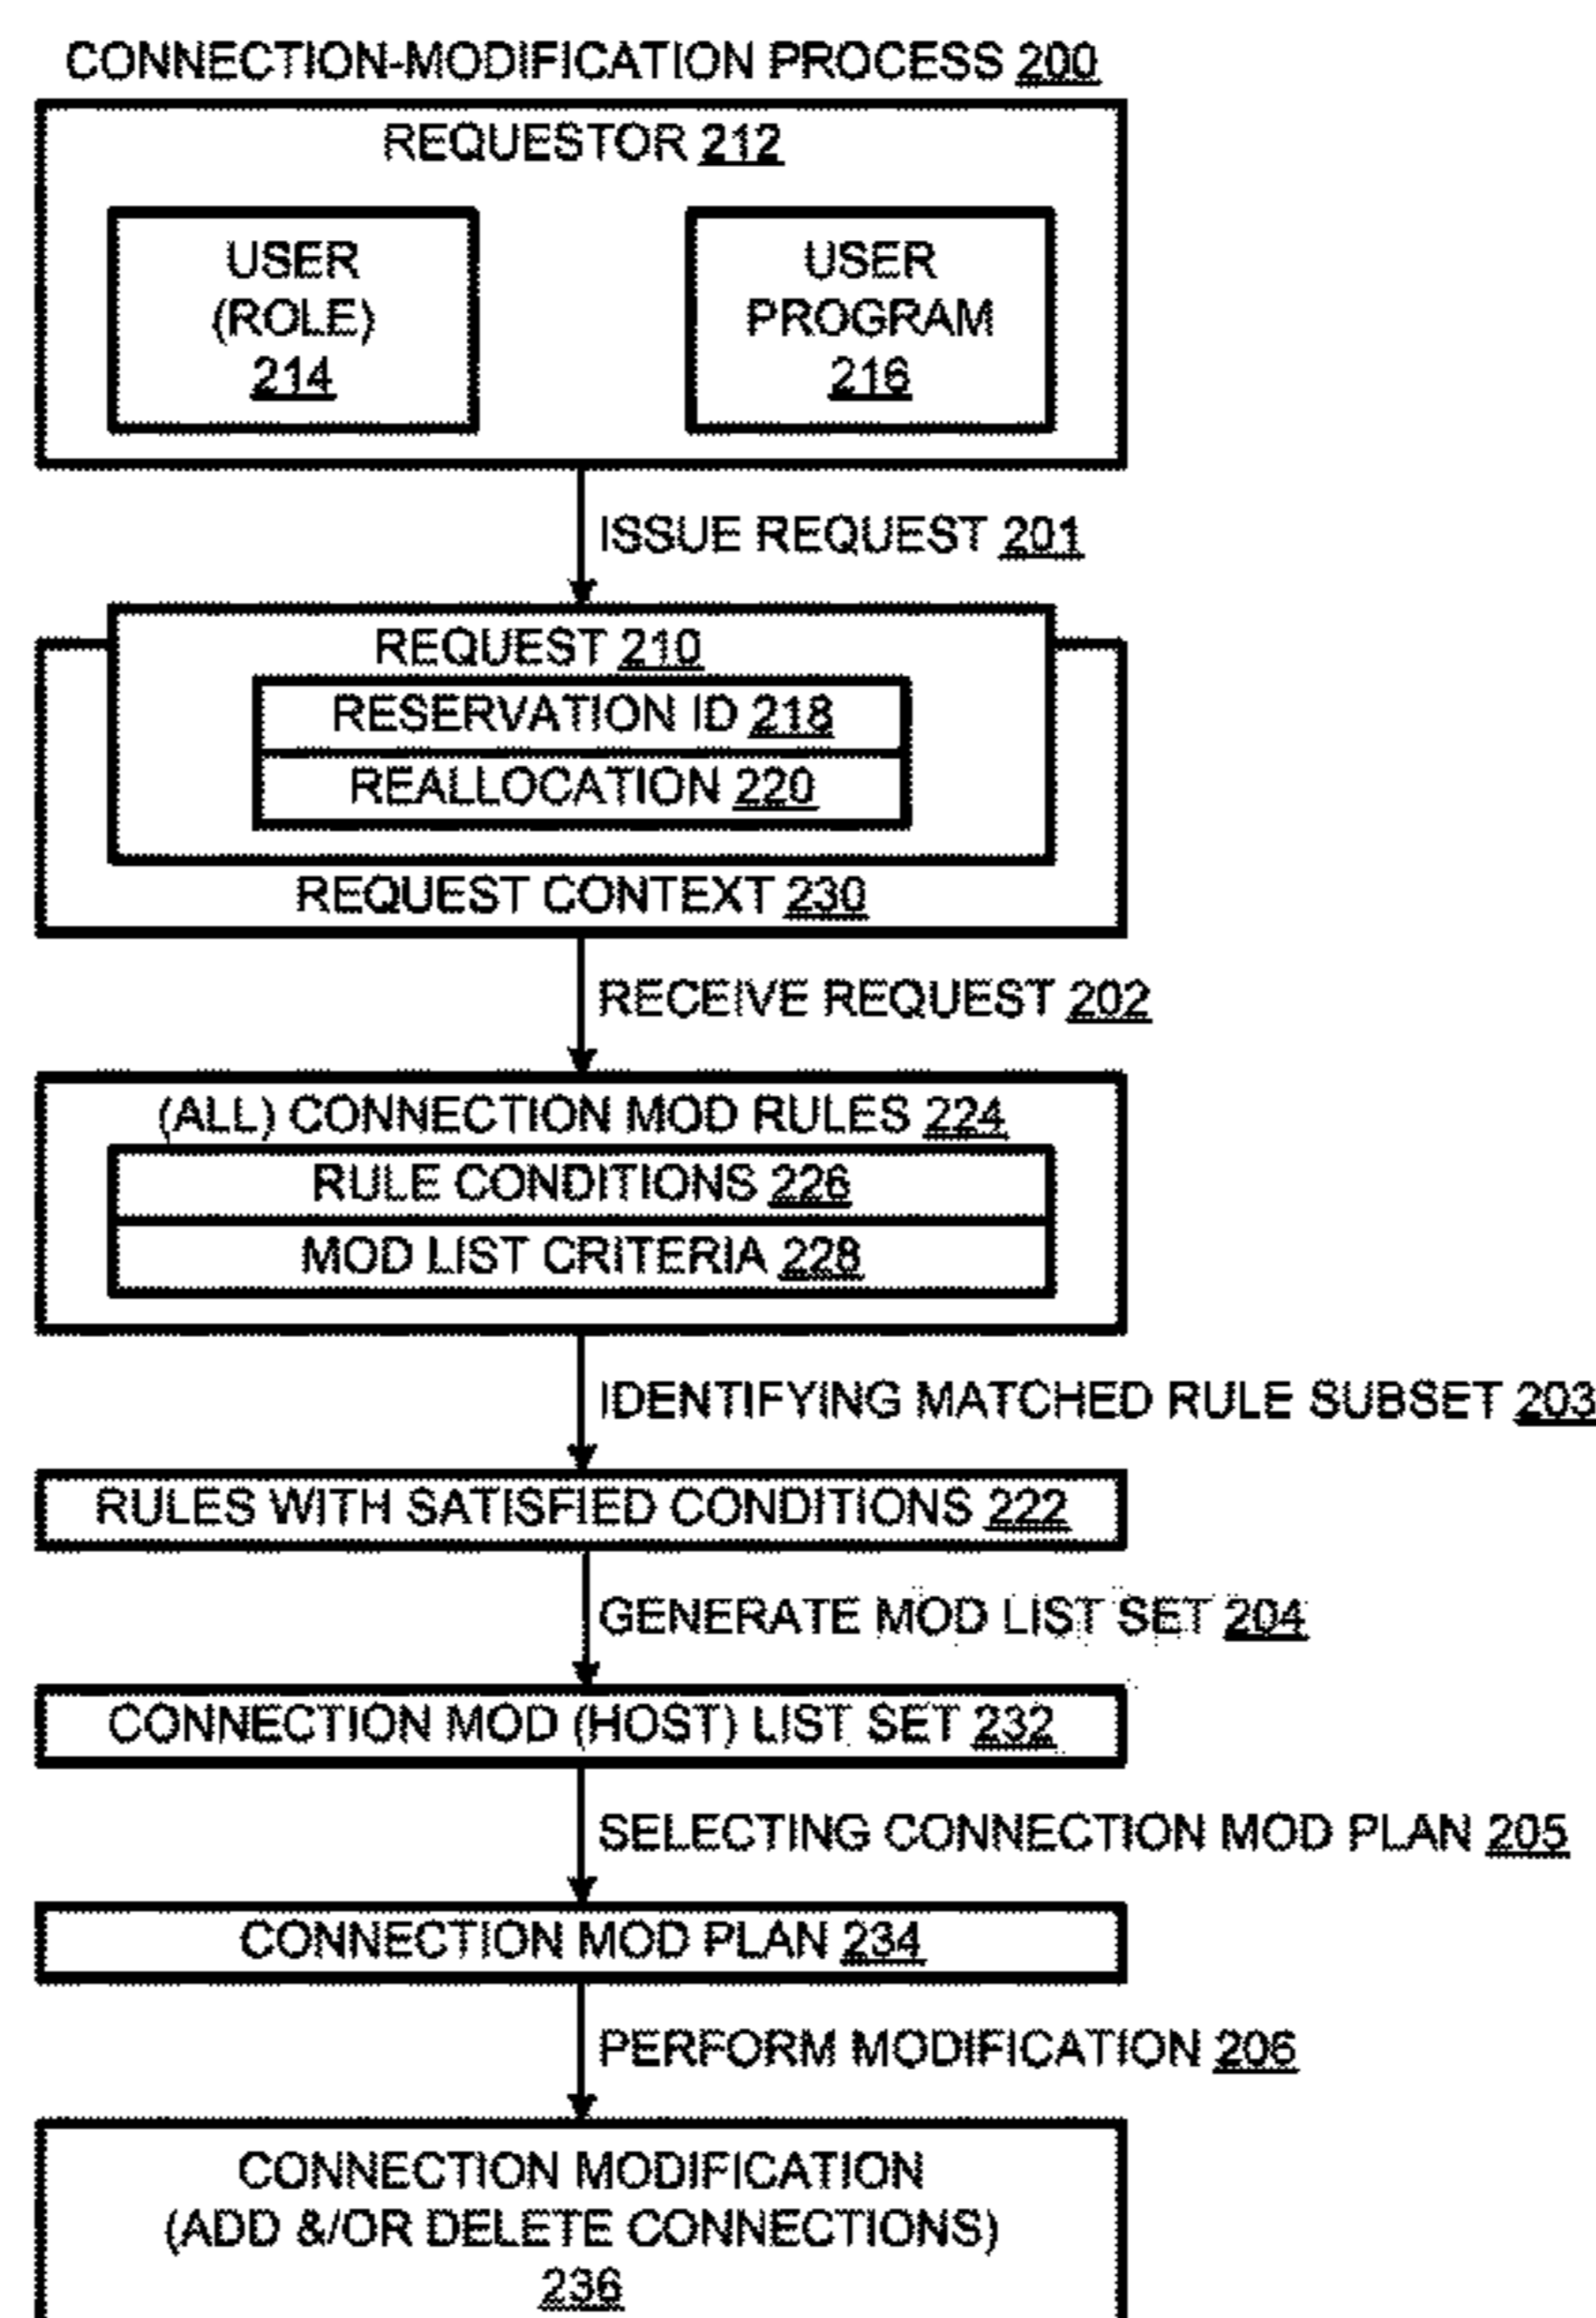 CONNECTION-MODIFICATION PROCESS 200
REQUESTOR 212
USER
(ROLE)
214
USER
PROGRAM
216
ISSUE REQUEST 201
REQUEST 210
RESERVATION ID 218
REALLOCATION 220
REQUEST CONTEXT 230
RECEIVE REQUEST 202
(ALL) CONNECTION MOD RULES 224
RULE CONDITIONS 226
MOD LIST CRITERIA 228
IDENTIFYING MATCHED RULE SUBSET 203
RULES WITH SATISFIED CONDITIONS 222
GENERATE MOD LIST SET 204
CONNECTION MOD (HOST) LIST SET 232
SELECTING CONNECTION MOD PLAN 205
CONNECTION MOD PLAN 234
PERFORM MODIFICATION 206
CONNECTION MODIFICATION
(ADD &/OR DELETE CONNECTIONS)
236